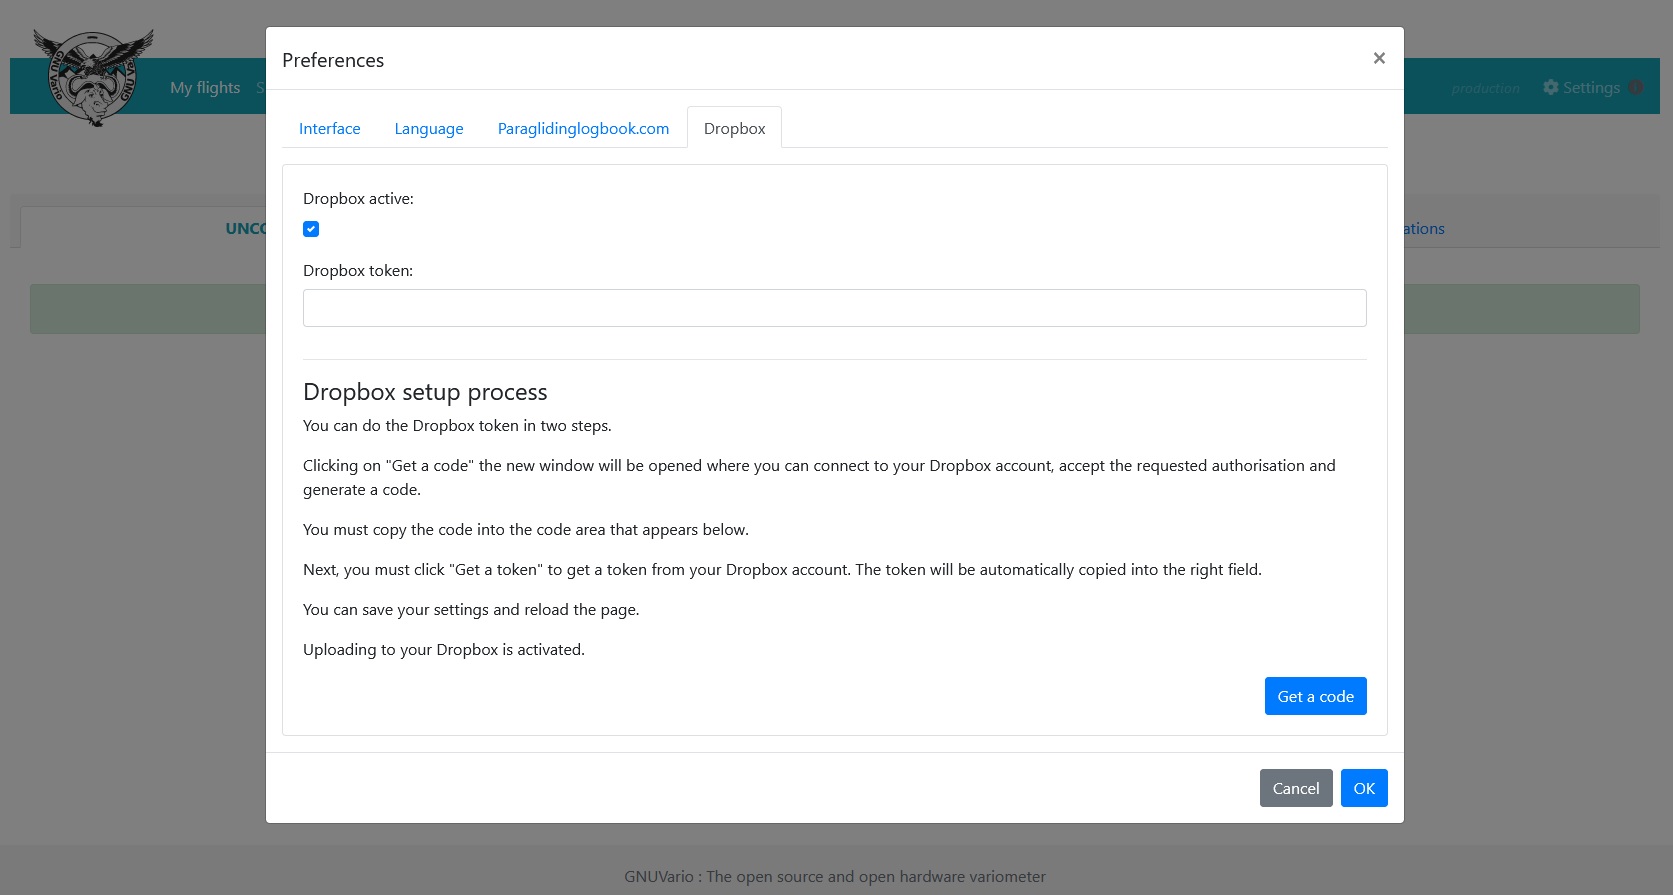 Preferences
×
GNU Vario
GNU Vario
My flights
S
production
Settings
Interface
Language
Paraglidinglogbook.com
Dropbox
Dropbox active:
UNCO
ations
Dropbox token:
Dropbox setup process
You can do the Dropbox token in two steps.
Clicking on "Get a code" the new window will be opened where you can connect to your Dropbox account, accept the requested authorisation and
generate a code.
You must copy the code into the code area that appears below.
Next, you must click "Get a token" to get a token from your Dropbox account. The token will be automatically copied into the right field.
You can save your settings and reload the page.
Uploading to your Dropbox is activated.
Get a code
Cancel
OK
GNUVario : The open source and open hardware variometer